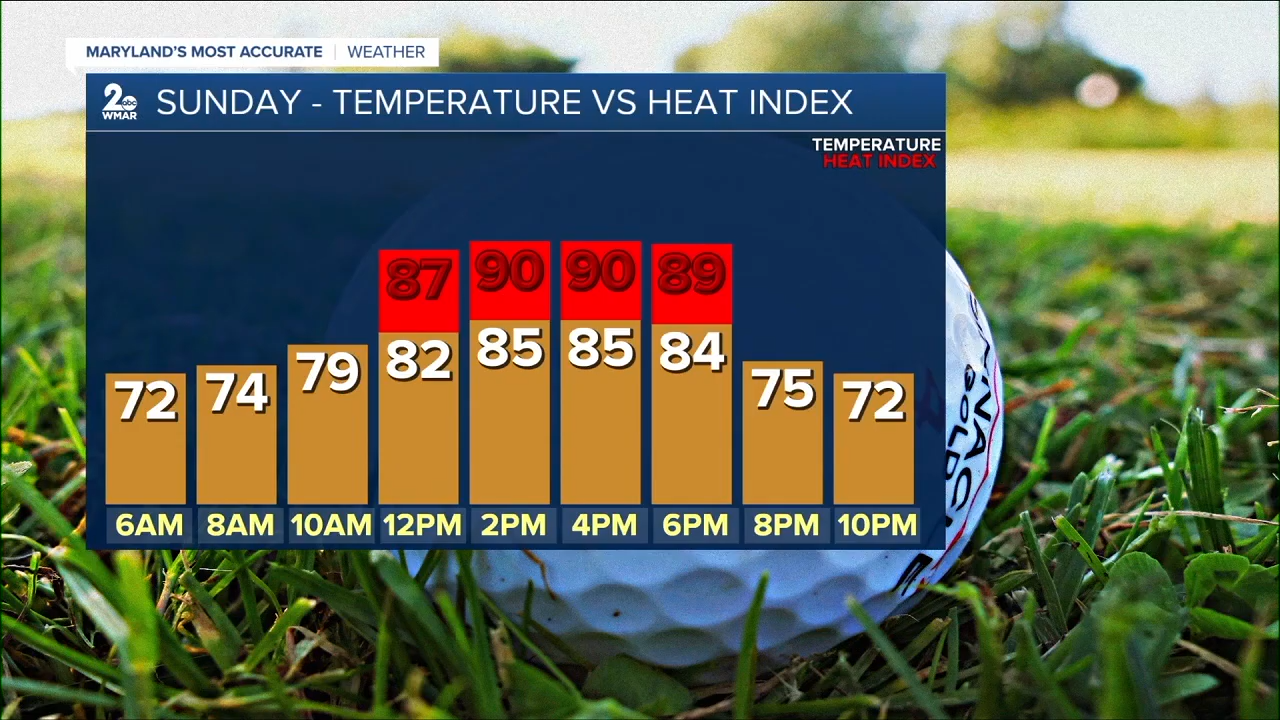 MARYLAND'S MOST ACCURATE | WEATHER
2 abc
WMAR
SUNDAY - TEMPERATURE VS HEAT INDEX
TEMPERATURE
HEAT INDEX
87 90 90 89
72 74 79 82 85 85 84 75 72
6AM 8AM 10AM 12PM 2PM 4PM 6PM 8PM 10PM